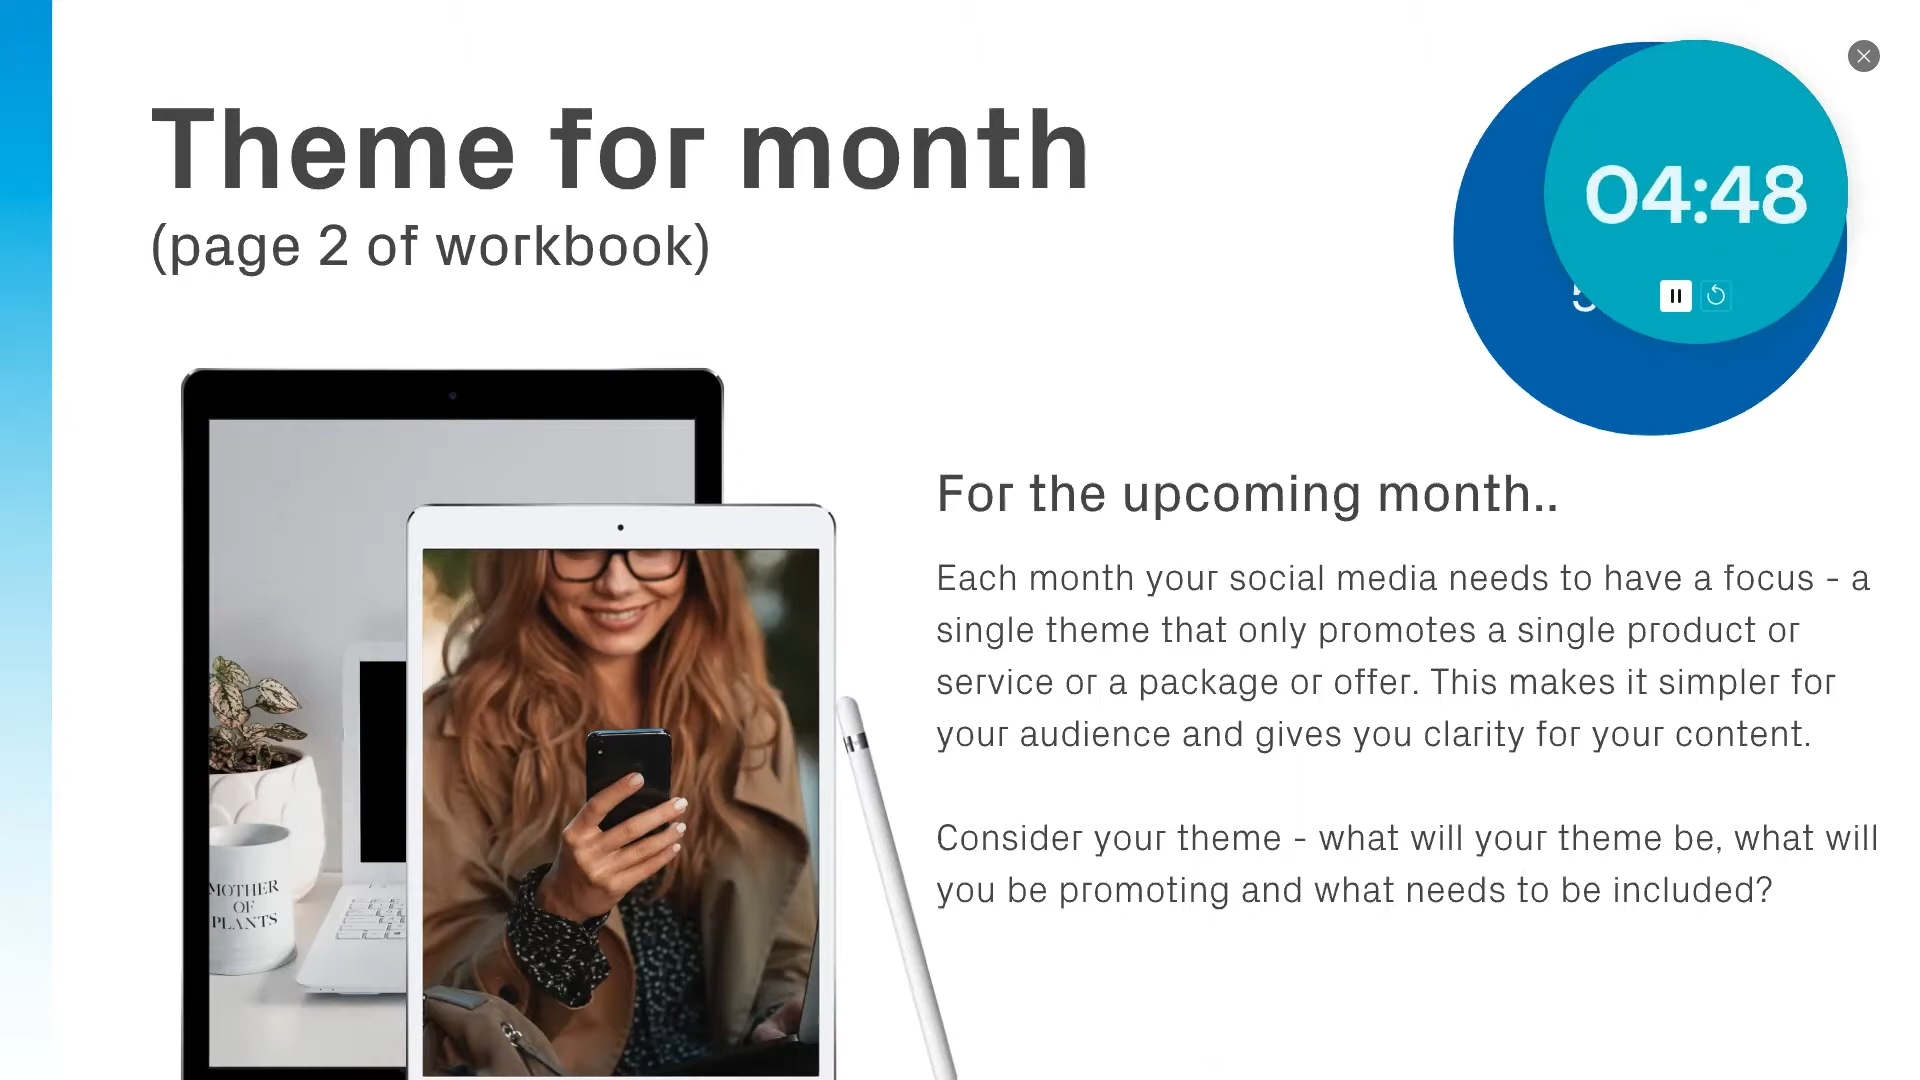 Theme for month
(page 2 of workbook)
04:48
For the upcoming month..
Each month your social media needs to have a focus - a
single theme that only promotes a single product or
service or a package or offer. This makes it simpler for
your audience and gives you clarity for your content.
Consider your theme - what will your theme be, what will
you be promoting and what needs to be included?
MOTHER
OF
PLANTS